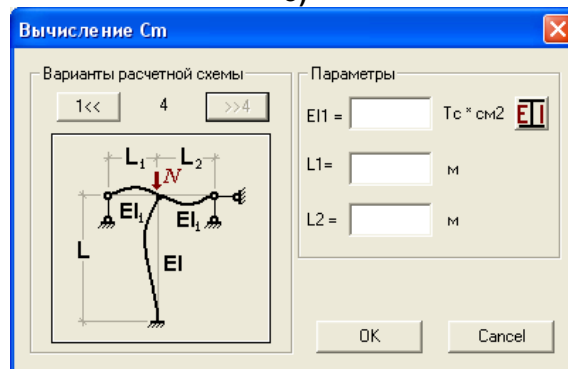 Вычисление Cm
Варианты расчетной схемы
1<< 4 >>4
L1 L2
N
EI1 EI1
L
EI
Параметры
EI1 = Тс * см2 EI
L1= м
L2 = м
OK Cancel